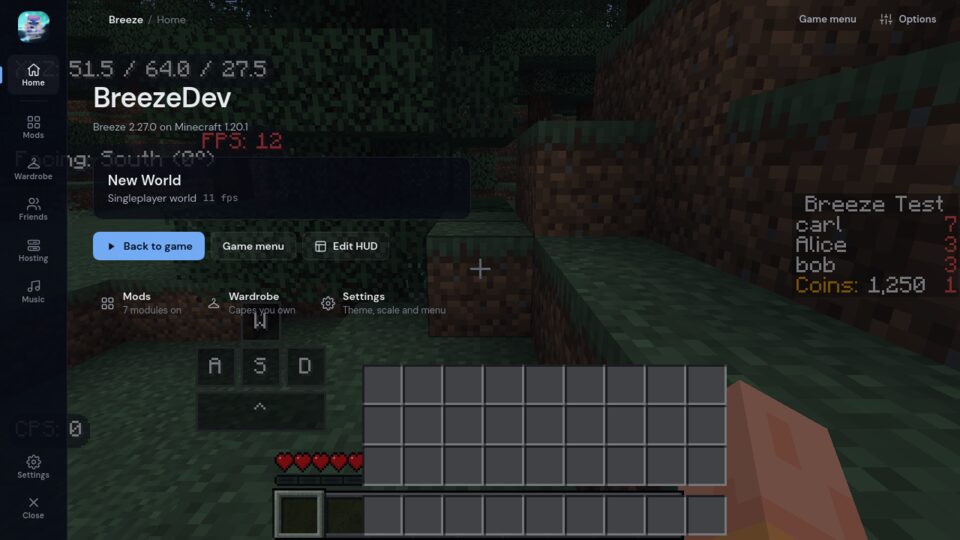 Breeze / Home
Game menu
Options
Home
XYZ: 51.5 / 64.0 / 27.5
BreezeDev
Breeze 2.27.0 on Minecraft 1.20.1
FPS: 12
Mods
Facing: South (0°)
Wardrobe
New World
Singleplayer world 11 fps
Friends
Breeze Test
carl 7
Alice 3
bob 3
Coins: 1,250 1
Hosting
Back to game
Game menu
Edit HUD
Music
Mods
7 modules on
Wardrobe
Capes you own
Settings
Theme, scale and menu
W
A S D
^
CPS: 0
Settings
Close